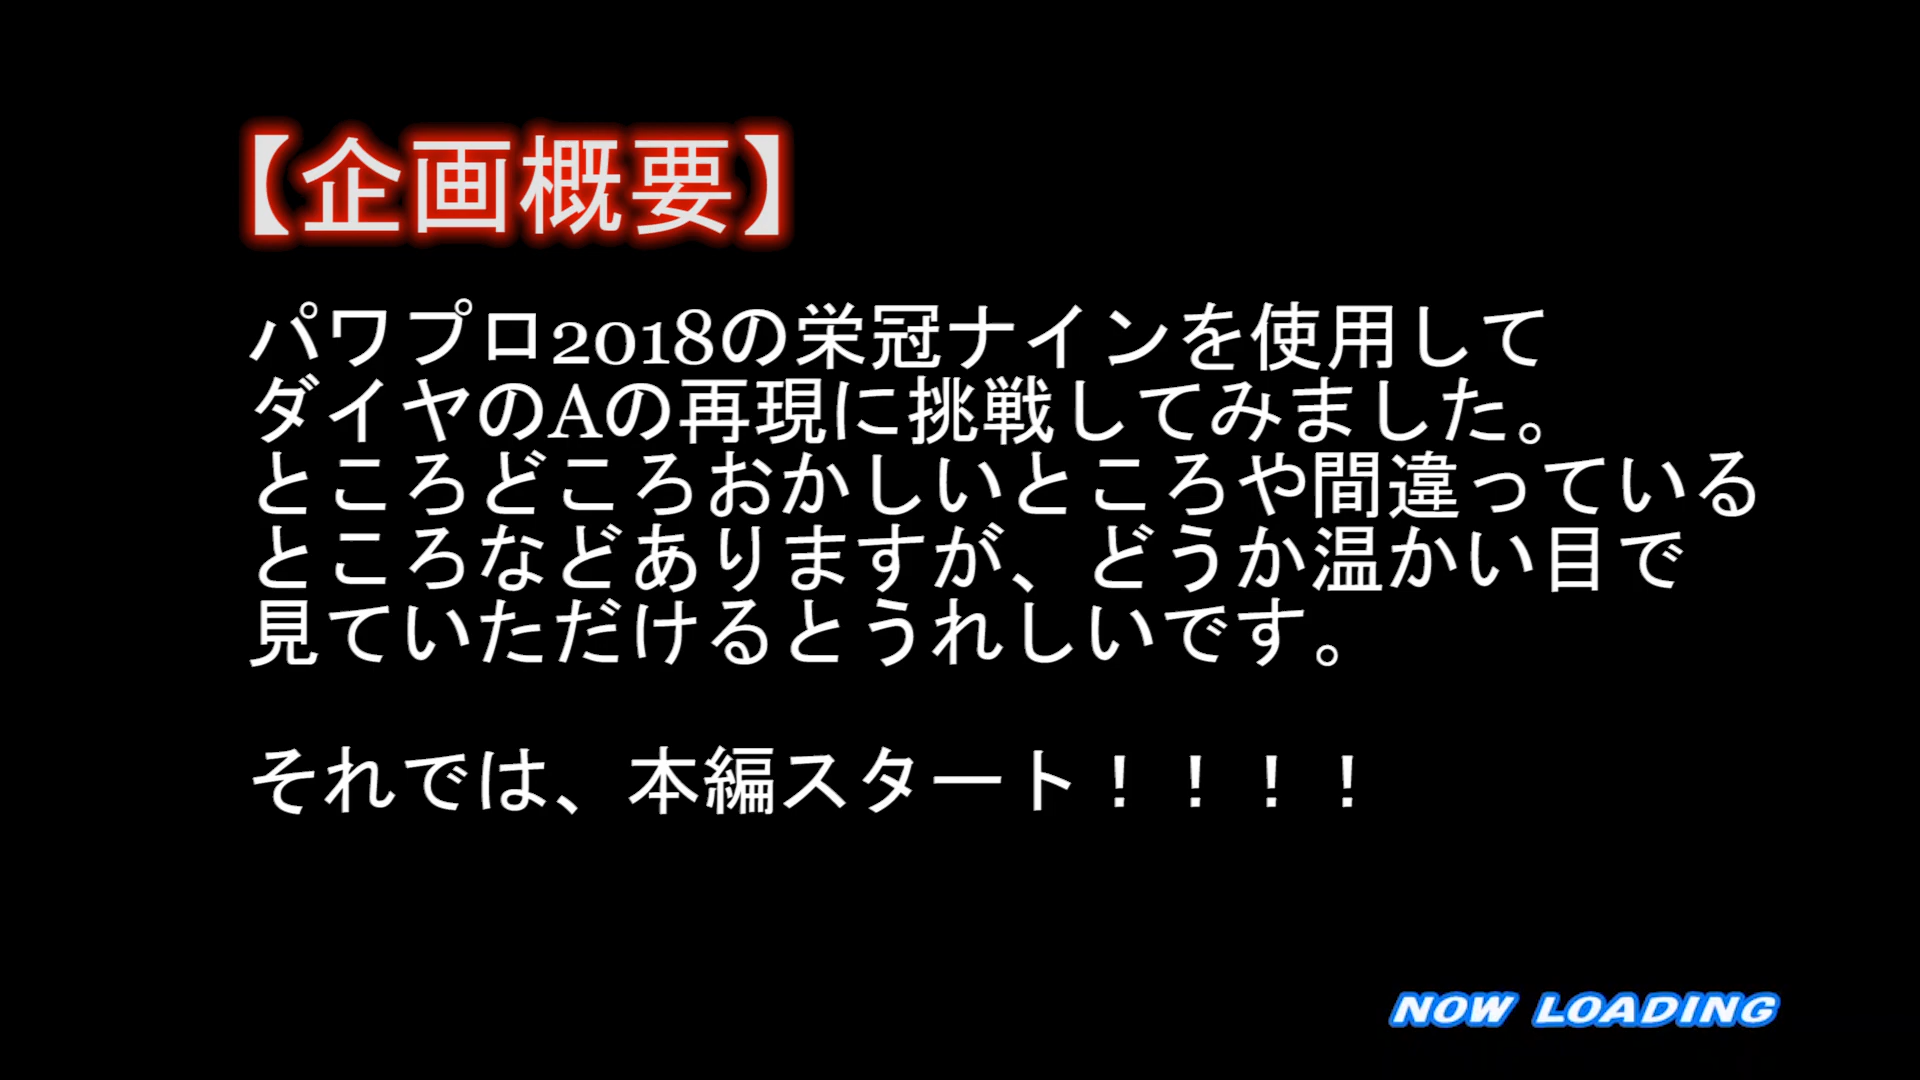 【企画概要】
パワプロ2018の栄冠ナインを使用して
ダイヤのAの再現に挑戦してみました。
ところどころおかしいところや間違っている
ところなどありますが、どうか温かい目で
見ていただけるとうれしいです。
それでは、本編スタート！！！！
NOW LOADING